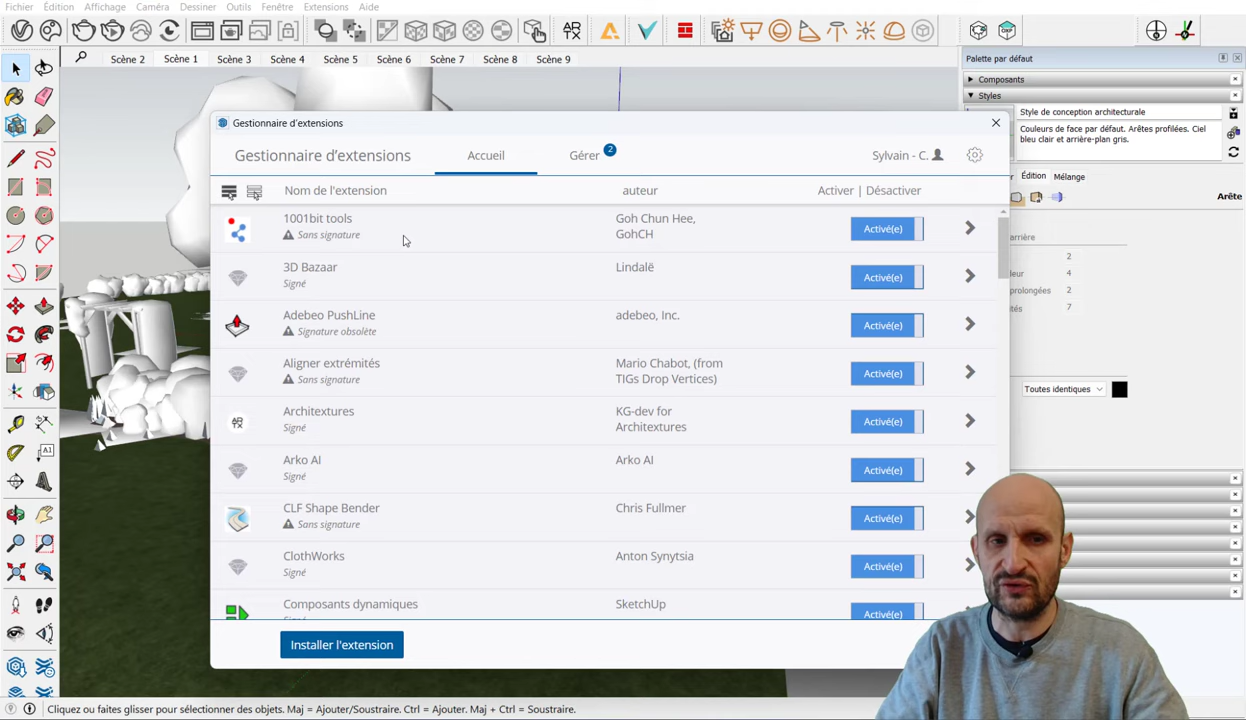 Fichier Édition Affichage Caméra Dessiner Outils Fenêtre Extensions Aide
Scène 2 Scène 1 Scène 3 Scène 4 Scène 5 Scène 6 Scène 7 Scène 8 Scène 9
Palette par défaut
Composants
Styles
Style de conception architecturale
Couleurs de face par défaut. Arêtes profilées. Ciel
bleu clair et arrière-plan gris.
Édition Mélange
Arête
2
4
2
7
Toutes identiques
Gestionnaire d'extensions
Gestionnaire d'extensions Accueil Gérer 2 Sylvain - C.
Nom de l'extension auteur Activer | Désactiver
1001bit tools
Sans signature
Goh Chun Hee,
GohCH
Activé(e)
3D Bazaar
Signé
Lindalë
Activé(e)
Adebeo PushLine
Signature obsolète
adebeo, Inc.
Activé(e)
Aligner extrémités
Sans signature
Mario Chabot, (from
TIGs Drop Vertices)
Activé(e)
Architextures
Signé
KG-dev for
Architextures
Activé(e)
Arko AI
Signé
Arko AI
Activé(e)
CLF Shape Bender
Sans signature
Chris Fullmer
Activé(e)
ClothWorks
Signé
Anton Synytsia
Activé(e)
Composants dynamiques
SketchUp
Activé(e)
Installer l'extension
Cliquez ou faites glisser pour sélectionner des objets. Maj = Ajouter/Soustraire. Ctrl = Ajouter. Maj + Ctrl = Soustraire.